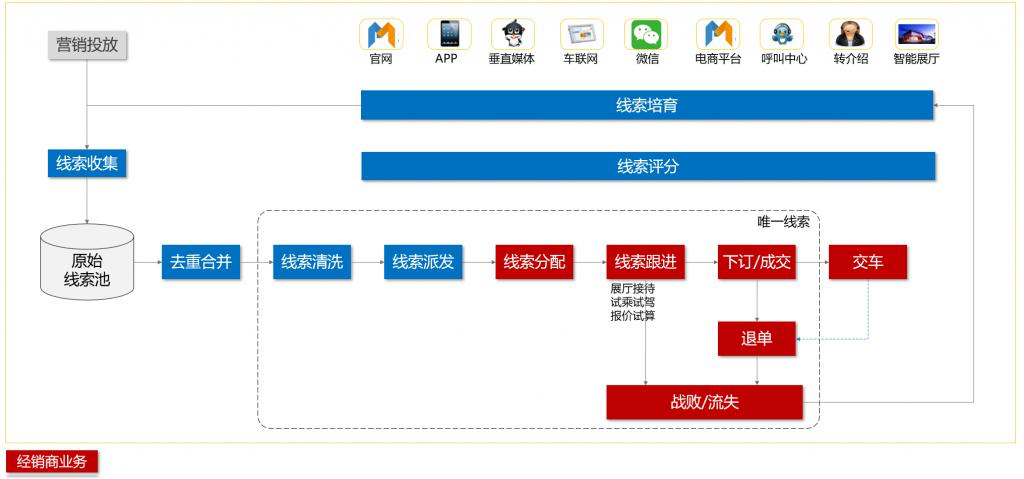 营销投放
官网
APP
垂直媒体
车联网
微信
电商平台
呼叫中心
转介绍
智能展厅
线索培育
线索收集
线索评分
唯一线索
原始
线索池
去重合并
线索清洗
线索派发
线索分配
线索跟进
下订/成交
交车
展厅接待
试乘试驾
报价试算
退单
战败/流失
经销商业务